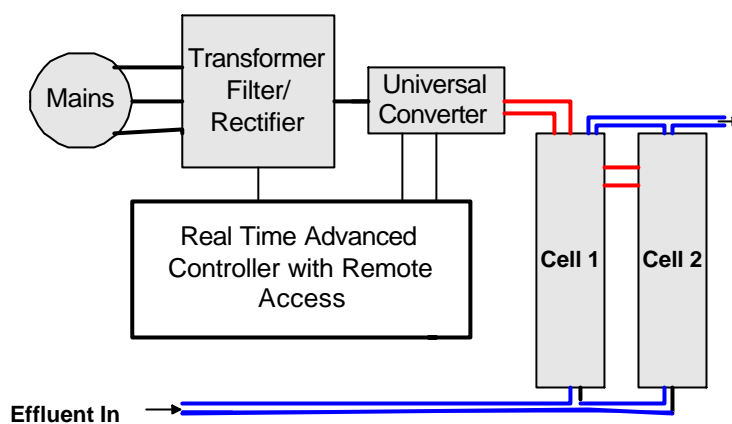 Mains
Transformer
Filter/
Rectifier
Universal
Converter
Real Time Advanced
Controller with Remote
Access
Cell 1
Cell 2
Effluent In